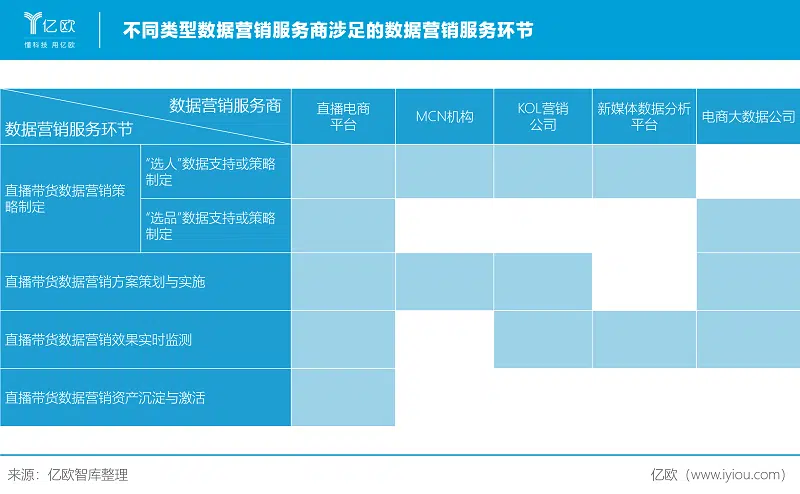 亿欧
懂科技 用亿欧
不同类型数据营销服务商涉足的数据营销服务环节
数据营销服务商
数据营销服务环节
直播电商
平台
MCN机构
KOL营销
公司
新媒体数据分析
平台
电商大数据公司
直播带货数据营销策
略制定
“选人”数据支持或策略
制定
“选品”数据支持或策略
制定
直播带货数据营销方案策划与实施
直播带货数据营销效果实时监测
直播带货数据营销资产沉淀与激活
来源：亿欧智库整理
亿欧（www.iyiou.com）